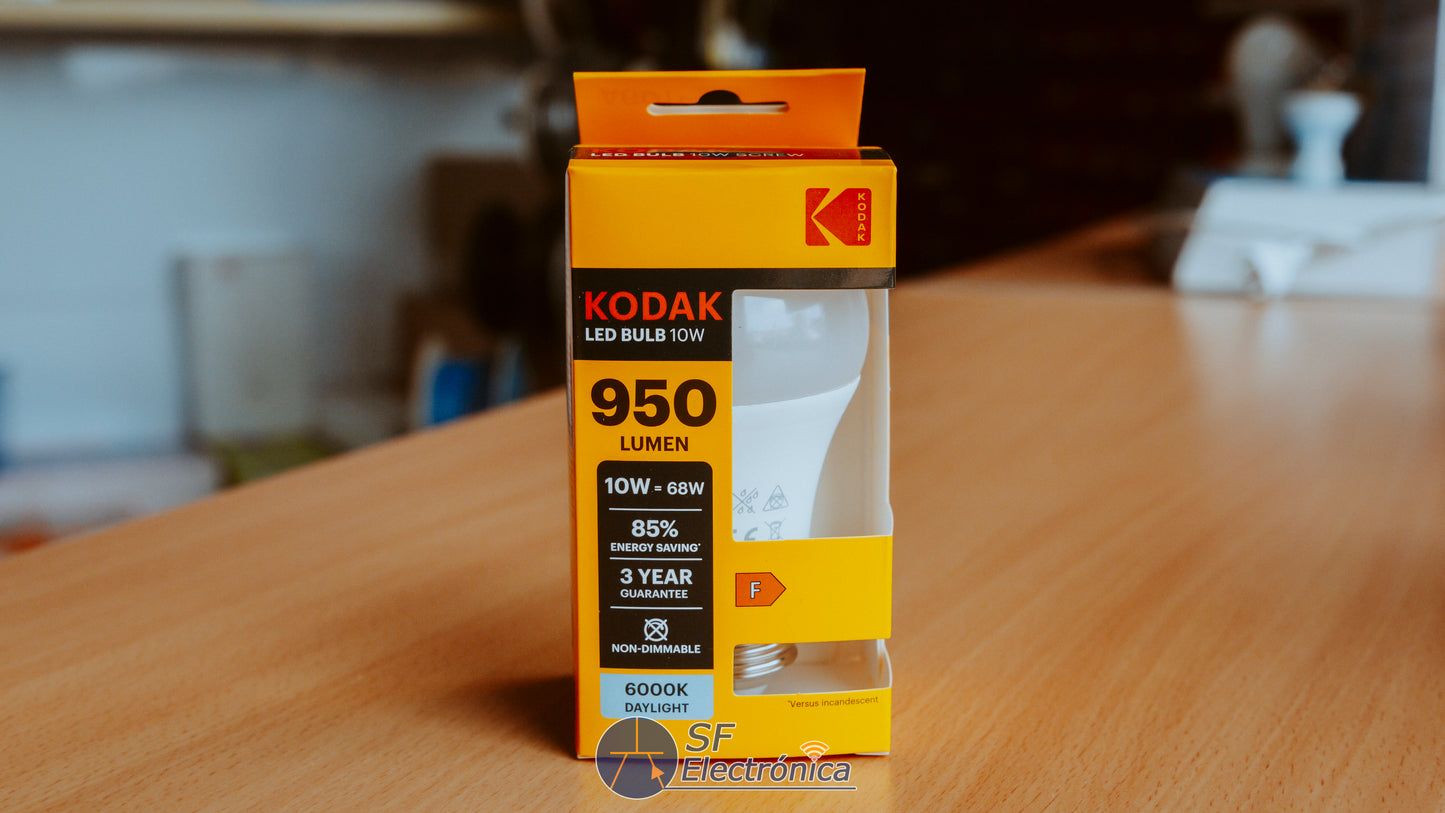 LED BULB 10W SCREW
KODAK
KODAK
LED BULB 10W
950
LUMEN
10W = 68W
85%
ENERGY SAVING*
3 YEAR
GUARANTEE
NON-DIMMABLE
6000K
DAYLIGHT
F
CE
*Versus incandescent
SF
Electrónica